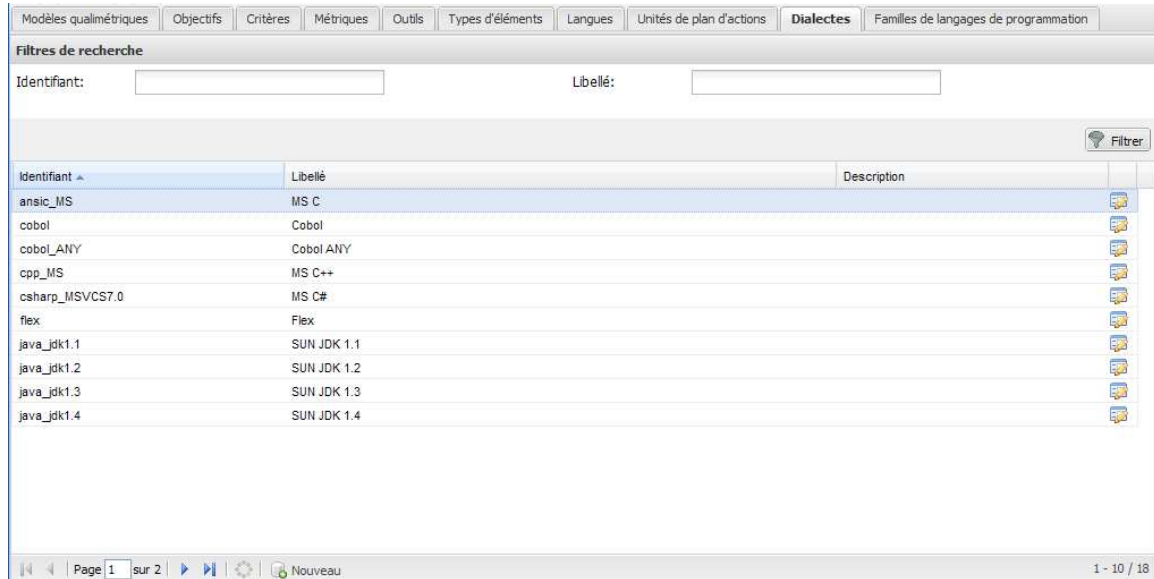 Modèles qualimétriques Objectifs Critères Métriques Outils Types d'éléments Langues Unités de plan d'actions Dialectes Familles de langages de programmation
Filtres de recherche
Identifiant: Libellé:
Filtrer
Identifiant Libellé Description
ansic_MS MS C
cobol Cobol
cobol_ANY Cobol ANY
cpp_MS MS C++
csharp_MSVCS7.0 MS C#
flex Flex
java_jdk1.1 SUN JDK 1.1
java_jdk1.2 SUN JDK 1.2
java_jdk1.3 SUN JDK 1.3
java_jdk1.4 SUN JDK 1.4
Page 1 sur 2 Nouveau 1 - 10 / 18